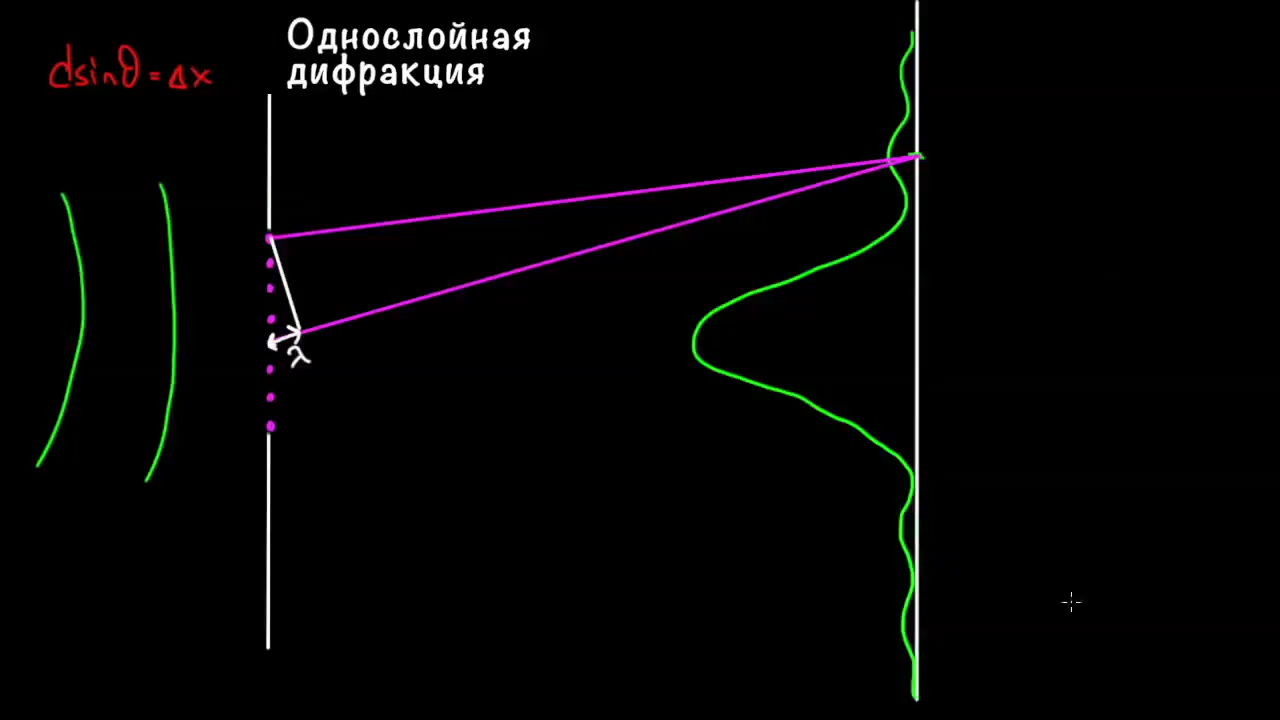 Однослойная
дифракция
dsinθ = Δx
λ